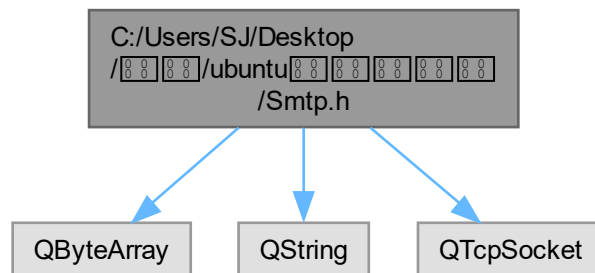 C:/Users/SJ/Desktop
//ubuntu
/Smtp.h
QByteArray
QString
QTcpSocket